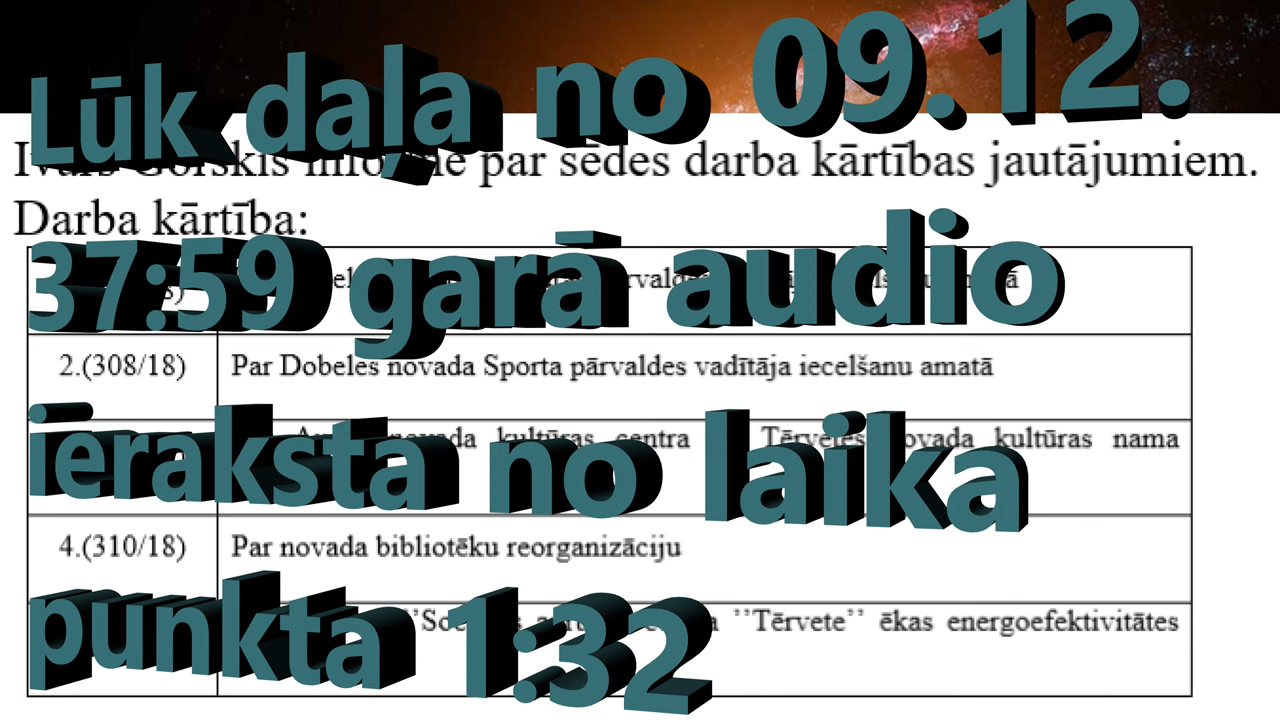 Lūk daļa no 09.12.
par sēdes darba kārtības jautājumiem.
Darba kārtība:
37:59 garā audio
2.(308/18) Par Dobeles novada Sporta pārvaldes vadītāja iecelšanu amatā
ieraksta no laika
novada kultūras centra Tērvetes novada kultūras nama
4.(310/18) Par novada bibliotēku reorganizāciju
punkta 1:32
’’Tērvete’’ ēkas energoefektivitātes